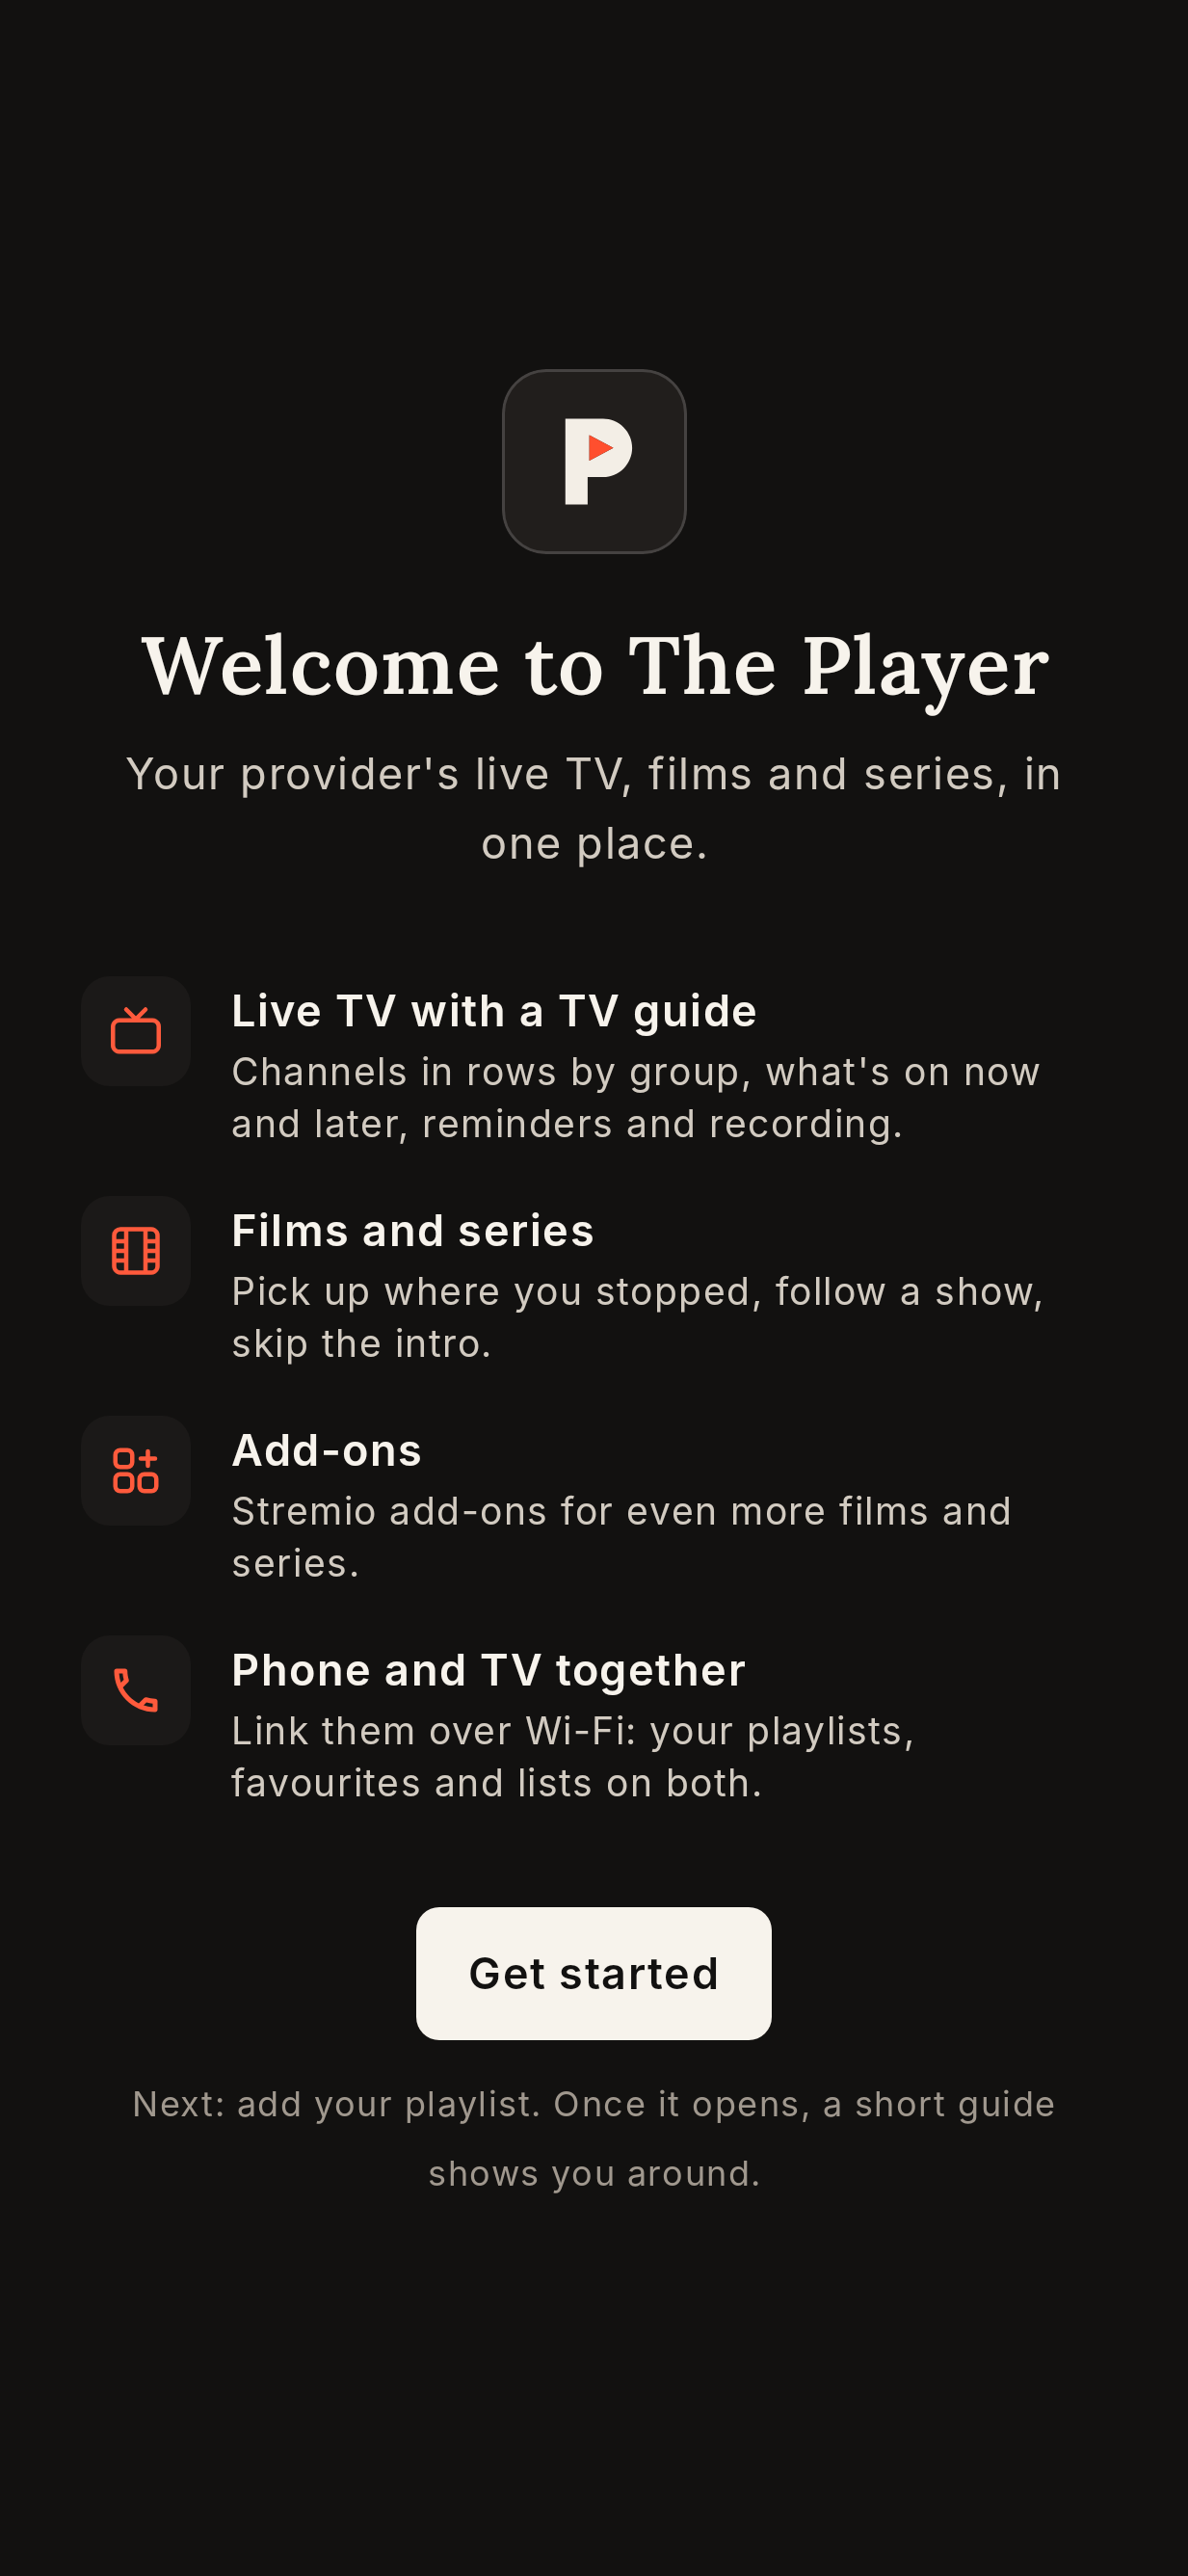 Welcome to The Player
Your provider's live TV, films and series, in
one place.
Live TV with a TV guide
Channels in rows by group, what's on now
and later, reminders and recording.
Films and series
Pick up where you stopped, follow a show,
skip the intro.
Add-ons
Stremio add-ons for even more films and
series.
Phone and TV together
Link them over Wi-Fi: your playlists,
favourites and lists on both.
Get started
Next: add your playlist. Once it opens, a short guide
shows you around.